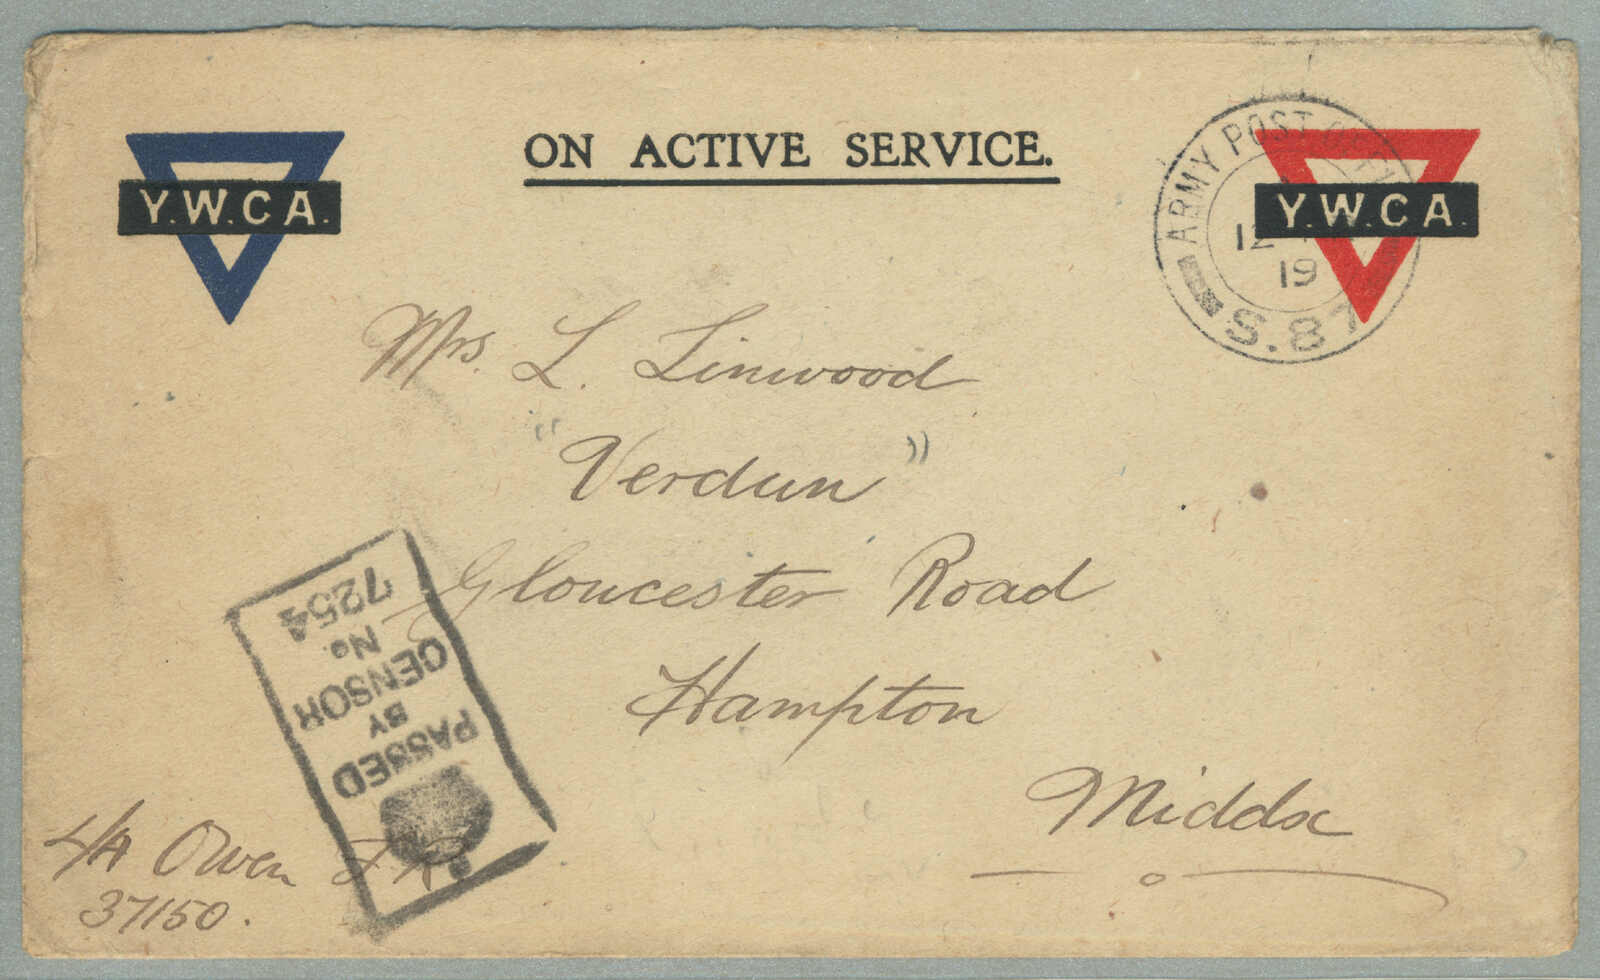 ON ACTIVE SERVICE.
Y.W.C A.
Y.W.C A.
ARMY POST OFFI
12
19
S.87
Mrs. L. Linwood
"Verdun"
Gloucester Road
Hampton
Middx
PASSED
BY
CENSOR
No.
7254
Owen J R
37150.